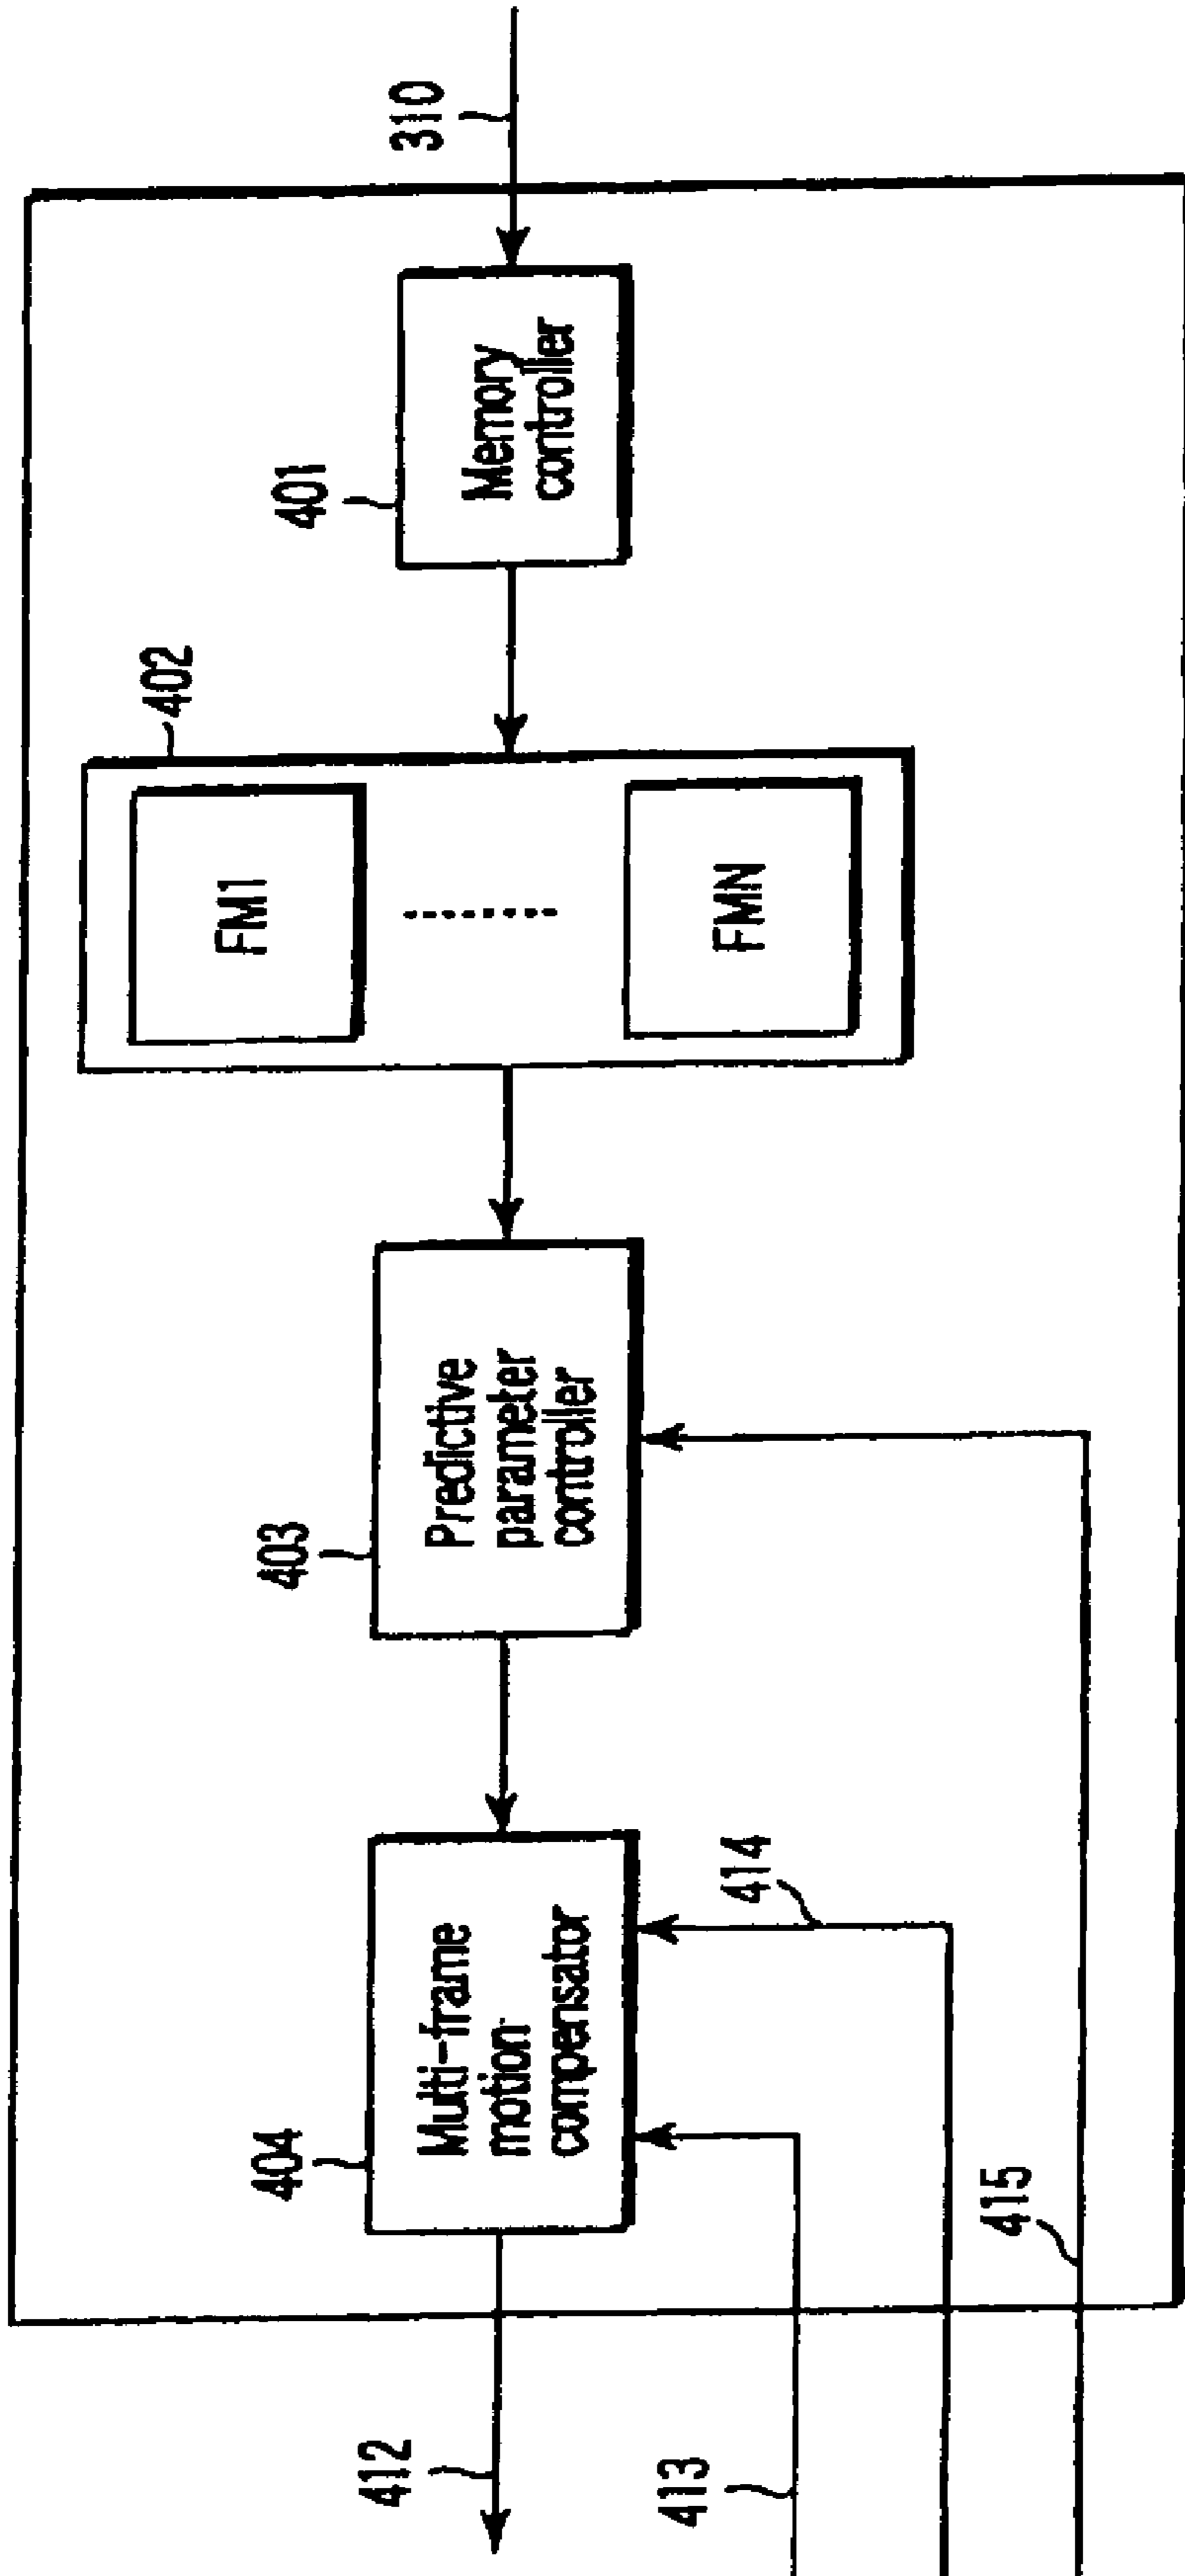 310
401
Memory
controller
402
FM1
FMN
403
Predictive
parameter
controller
404
Multi-frame
motion
compensator
414
415
412
413